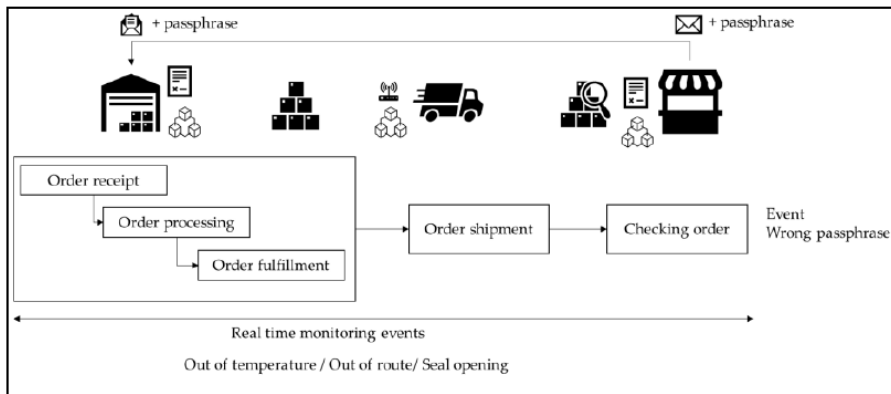 + passphrase
+ passphrase
Order receipt
Order processing
Order fulfillment
Order shipment
Checking order
Event
Wrong passphrase
Real time monitoring events
Out of temperature / Out of route/ Seal opening